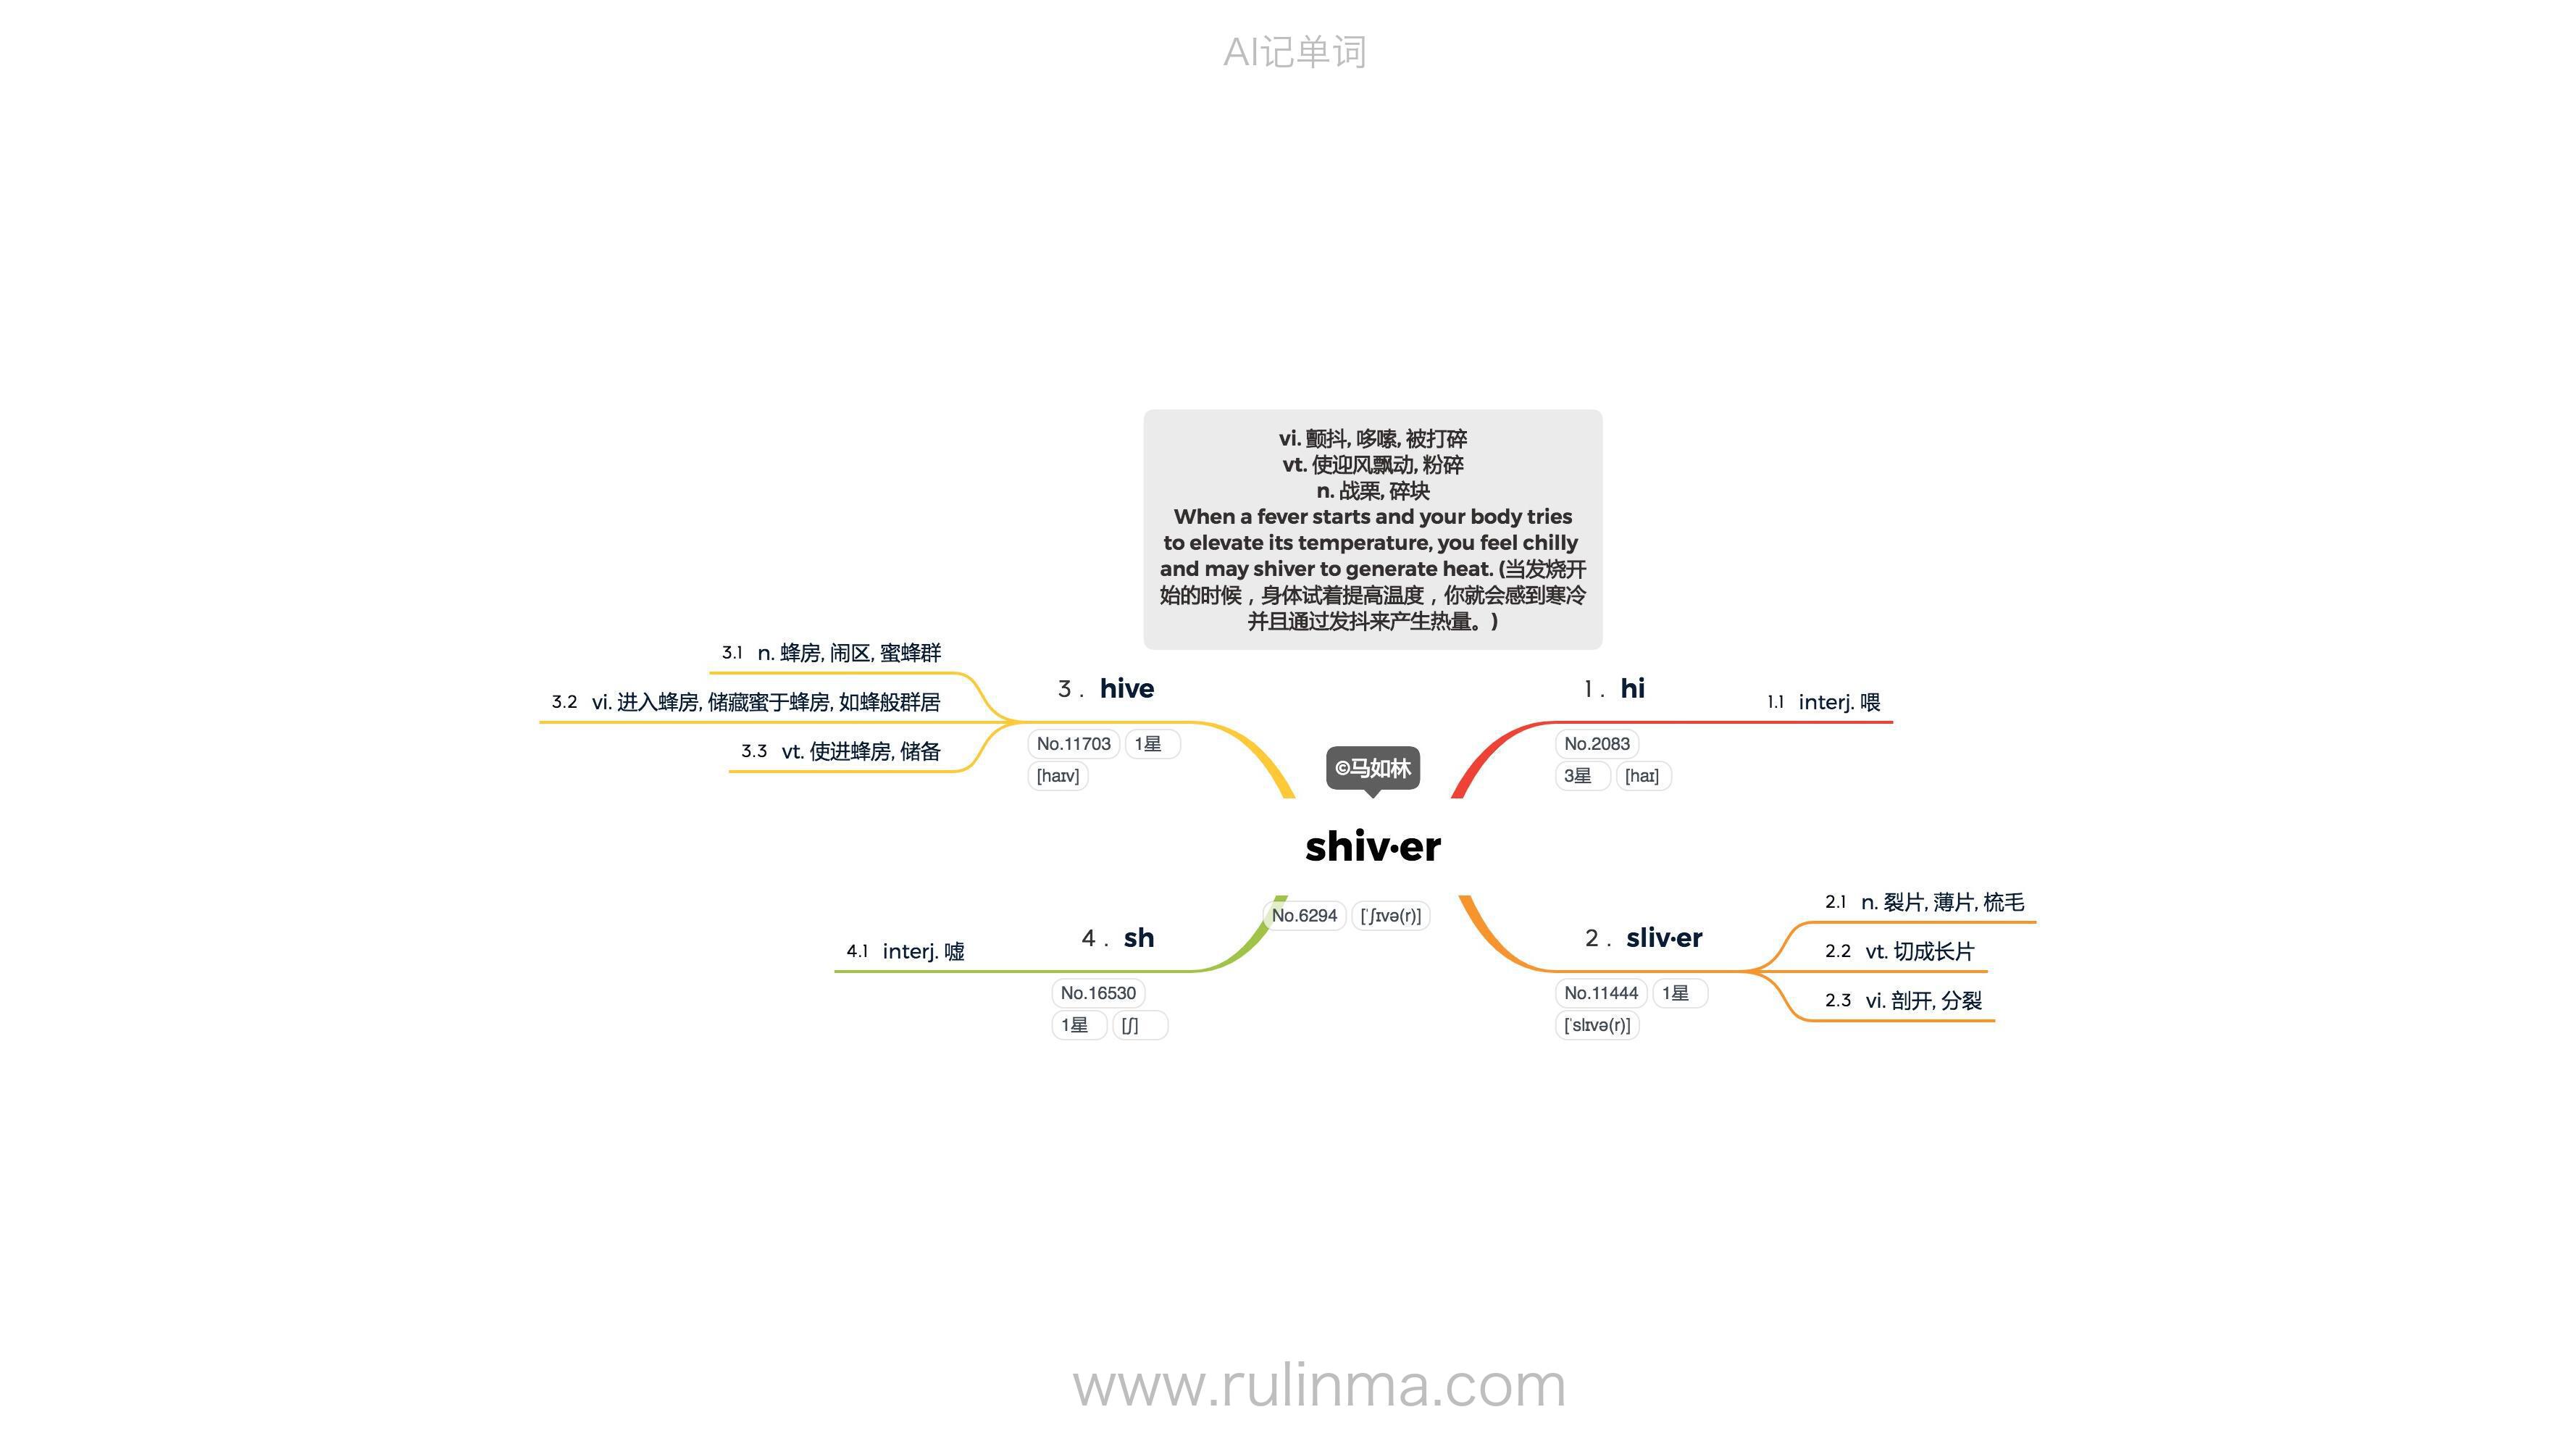 AI记单词
vi. 颤抖, 哆嗦, 被打碎
vt. 使迎风飘动, 粉碎
n. 战栗, 碎块
When a fever starts and your body tries
to elevate its temperature, you feel chilly
and may shiver to generate heat. (当发烧开
始的时候，身体试着提高温度，你就会感到寒冷
并且通过发抖来产生热量。)
©马如林
shiv·er
No.6294 [ˈʃɪvə(r)]
1. hi
No.2083
3星 [haɪ]
1.1 interj. 喂
2. sliv·er
No.11444 1星
[ˈslɪvə(r)]
2.1 n. 裂片, 薄片, 梳毛
2.2 vt. 切成长片
2.3 vi. 剖开, 分裂
3. hive
No.11703 1星
[haɪv]
3.1 n. 蜂房, 闹区, 蜜蜂群
3.2 vi. 进入蜂房, 储藏蜜于蜂房, 如蜂般群居
3.3 vt. 使进蜂房, 储备
4. sh
No.16530
1星 [ʃ]
4.1 interj. 嘘
www.rulinma.com